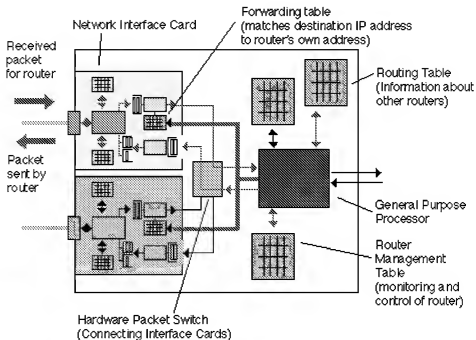 Network Interface Card
Forwarding table
(matches destination IP address
to router's own address)
Received
packet
for router
Packet
sent by
router
Routing Table
(Information about
other routers)
General Purpose
Processor
Router
Management
Table
(monitoring and
control of router)
Hardware Packet Switch
(Connecting Interface Cards)